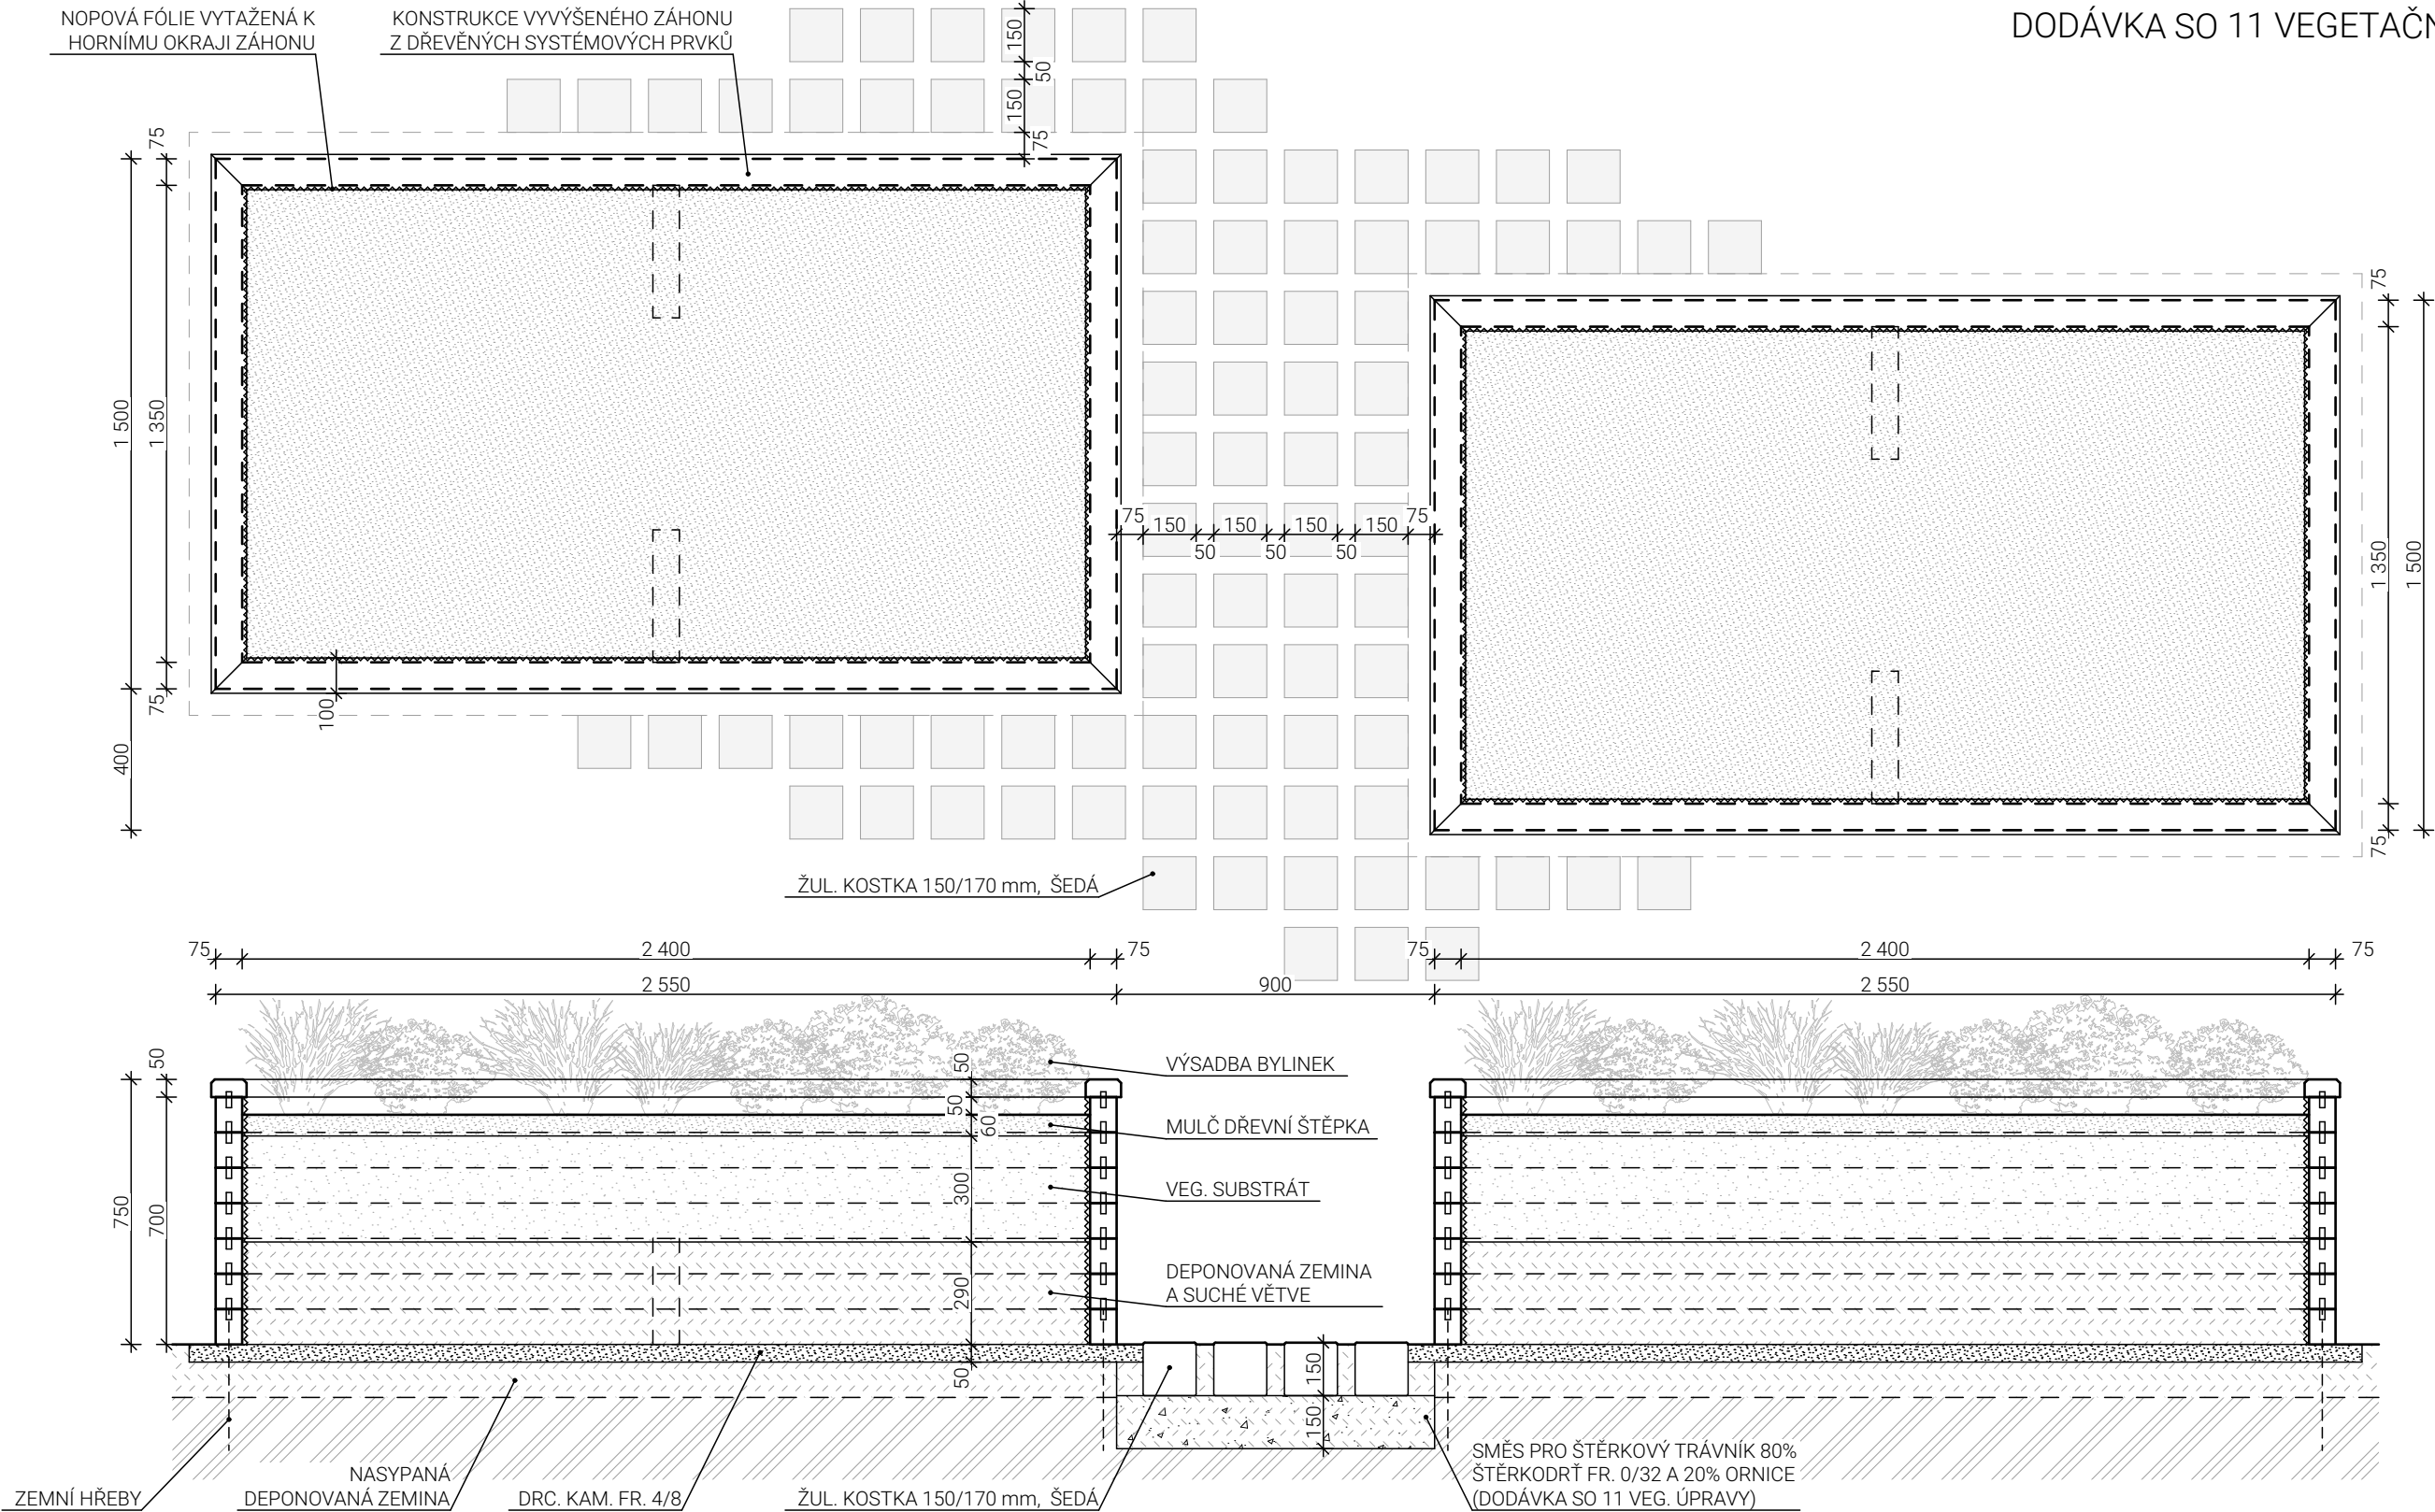 NOPOVÁ FÓLIE VYTAŽENÁ K
HORNÍMU OKRAJI ZÁHONU
KONSTRUKCE VYVÝŠENÉHO ZÁHONU
Z DŘEVĚNÝCH SYSTÉMOVÝCH PRVKŮ
DODÁVKA SO 11
150
50
150
75
75
1 500
1 350
75
400
100
75
150
150
150
150
75
50
50
50
75
1 350
1 500
75
ŽUL. KOSTKA 150/170 mm, ŠEDÁ
75
2 400
75
75
2 400
75
2 550
900
2 550
50
750
700
50
50
60
300
290
50
VÝSADBA BYLINEK
MULČ DŘEVNÍ ŠTĚPKA
VEG. SUBSTRÁT
DEPONOVANÁ ZEMINA
A SUCHÉ VĚTVE
150
150
ZEMNÍ HŘEBY
NASYPANÁ
DEPONOVANÁ ZEMINA
DRC. KAM. FR. 4/8
ŽUL. KOSTKA 150/170 mm, ŠEDÁ
SMĚS PRO ŠTĚRKOVÝ TRÁVNÍK 80%
ŠTĚRKODRŤ FR. 0/32 A 20% ORNICE
(DODÁVKA SO 11 VEG. ÚPRAVY)